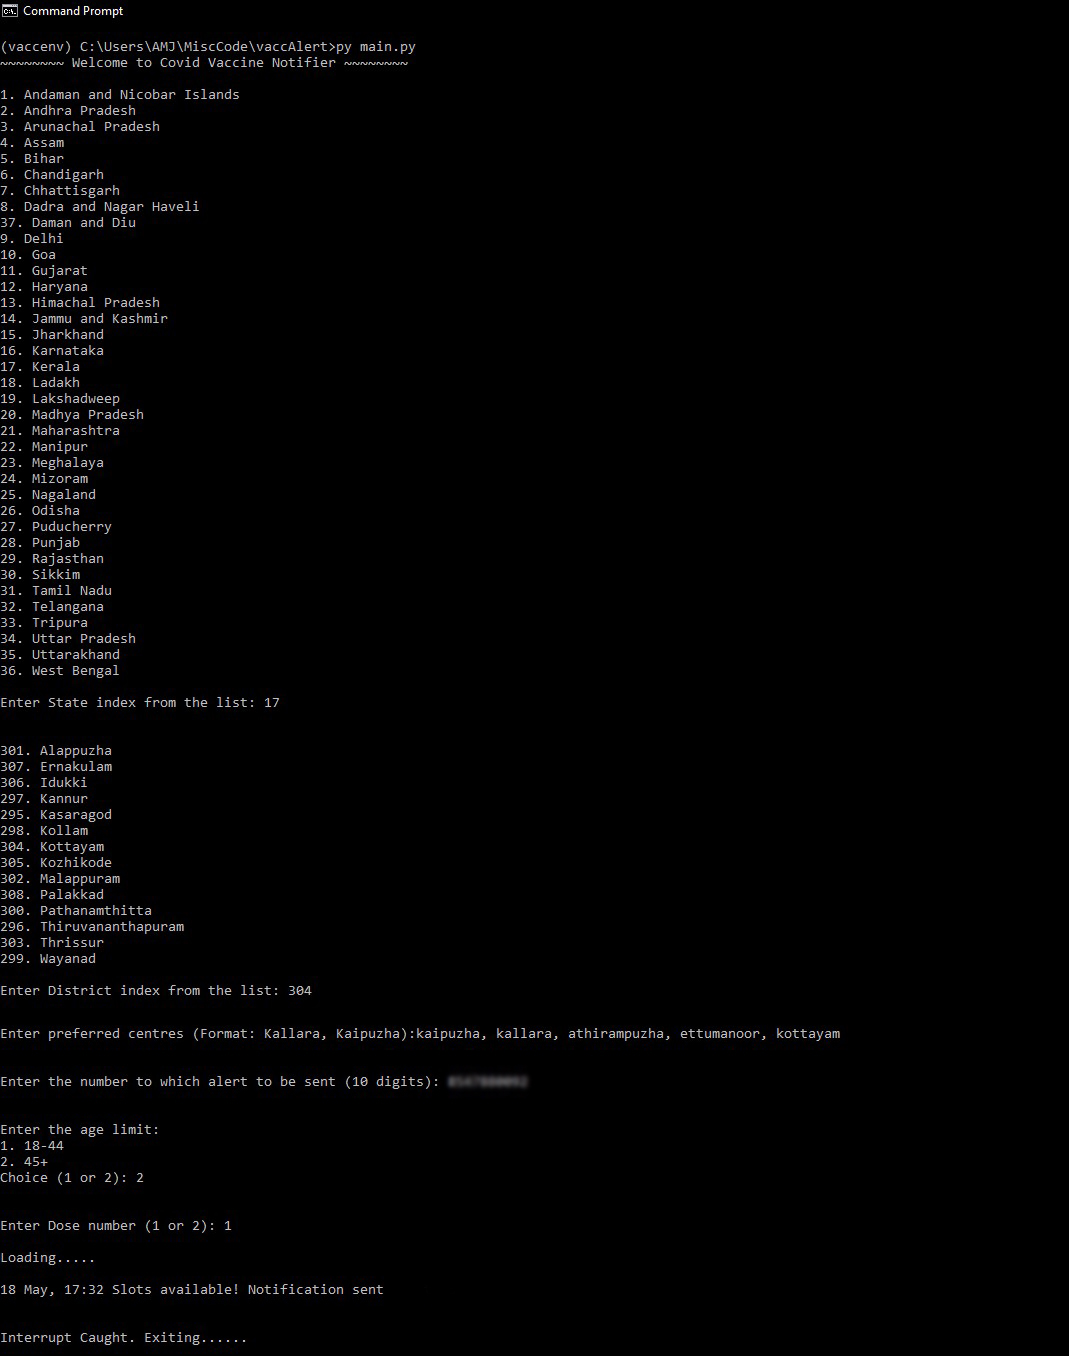 Command Prompt
(vaccenv) C:\Users\AMJ\MiscCode\vaccAlert>py main.py
~~~~~~~~ Welcome to Covid Vaccine Notifier ~~~~~~~~
1. Andaman and Nicobar Islands
2. Andhra Pradesh
3. Arunachal Pradesh
4. Assam
5. Bihar
6. Chandigarh
7. Chhattisgarh
8. Dadra and Nagar Haveli
37. Daman and Diu
9. Delhi
10. Goa
11. Gujarat
12. Haryana
13. Himachal Pradesh
14. Jammu and Kashmir
15. Jharkhand
16. Karnataka
17. Kerala
18. Ladakh
19. Lakshadweep
20. Madhya Pradesh
21. Maharashtra
22. Manipur
23. Meghalaya
24. Mizoram
25. Nagaland
26. Odisha
27. Puducherry
28. Punjab
29. Rajasthan
30. Sikkim
31. Tamil Nadu
32. Telangana
33. Tripura
34. Uttar Pradesh
35. Uttarakhand
36. West Bengal
Enter State index from the list: 17
301. Alappuzha
307. Ernakulam
306. Idukki
297. Kannur
295. Kasaragod
298. Kollam
304. Kottayam
305. Kozhikode
302. Malappuram
308. Palakkad
300. Pathanamthitta
296. Thiruvananthapuram
303. Thrissur
299. Wayanad
Enter District index from the list: 304
Enter preferred centres (Format: Kallara, Kaipuzha):kaipuzha, kallara, athirampuzha, ettumanoor, kottayam
Enter the number to which alert to be sent (10 digits):
Enter the age limit:
1. 18-44
2. 45+
Choice (1 or 2): 2
Enter Dose number (1 or 2): 1
Loading.....
18 May, 17:32 Slots available! Notification sent
Interrupt Caught. Exiting......